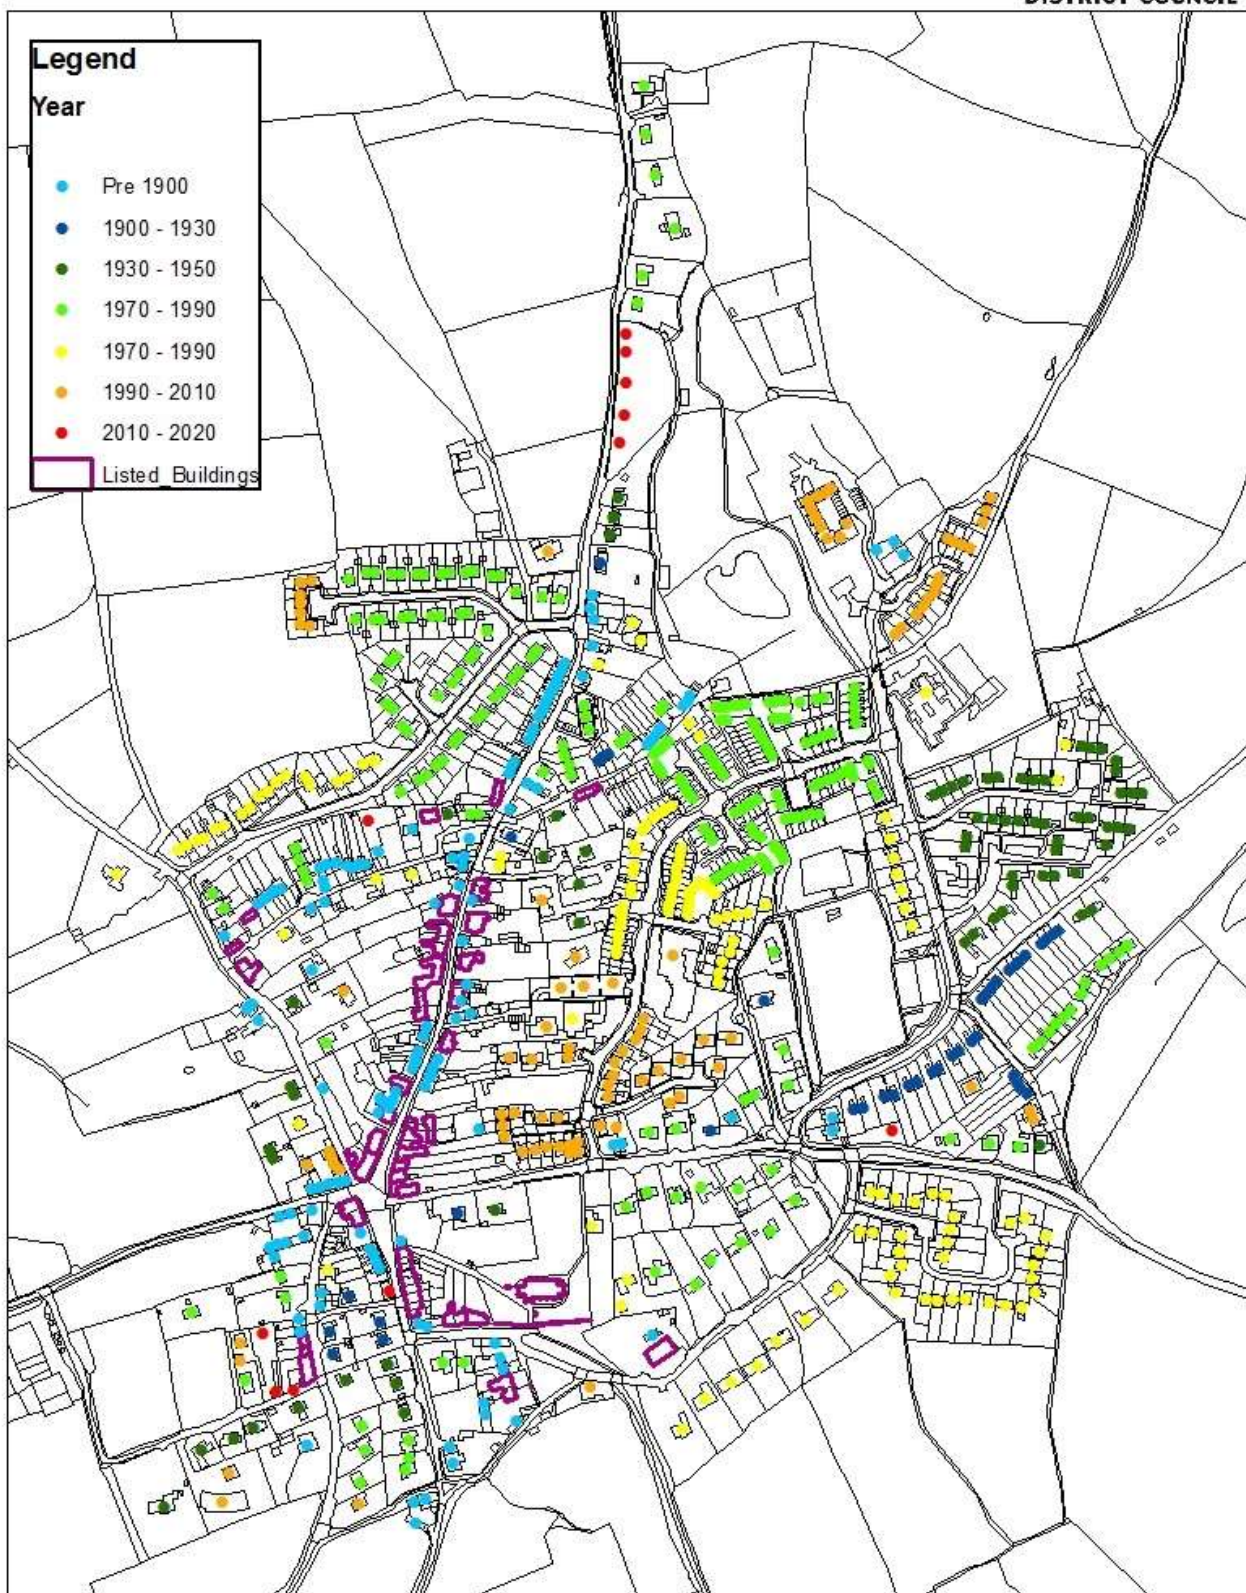 DISTRICT COUNCIL
Legend
Year
Pre 1900
1900 - 1930
1930 - 1950
1970 - 1990
1970 - 1990
1990 - 2010
2010 - 2020
Listed_Buildings